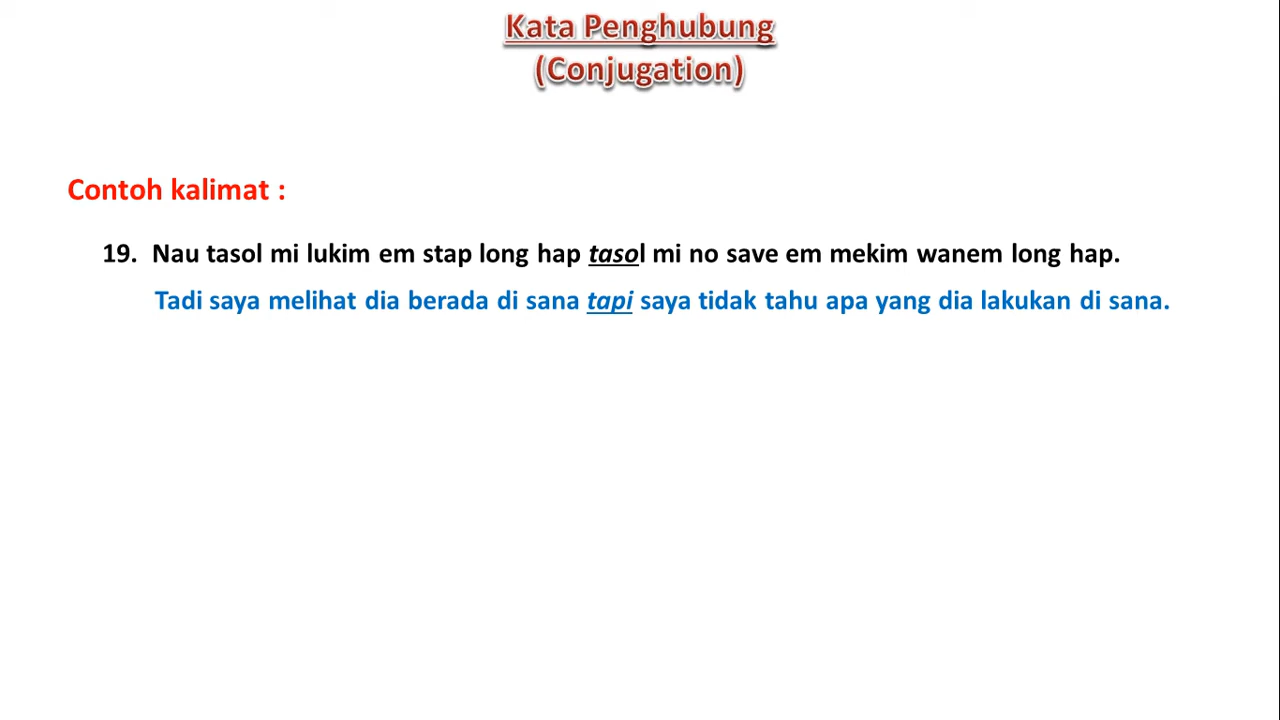 Kata Penghubung
(Conjugation)
Contoh kalimat :
19. Nau tasol mi lukim em stap long hap tasol mi no save em mekim wanem long hap.
Tadi saya melihat dia berada di sana tapi saya tidak tahu apa yang dia lakukan di sana.